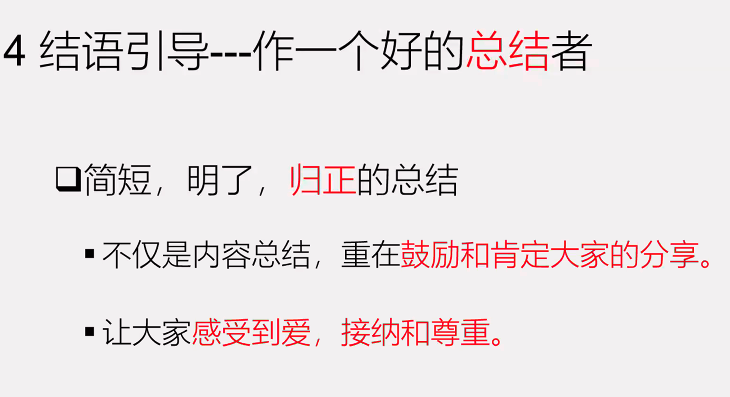 4 结语引导---作一个好的总结者
❑简短，明了，归正的总结
▪不仅是内容总结，重在鼓励和肯定大家的分享。
▪让大家感受到爱，接纳和尊重。